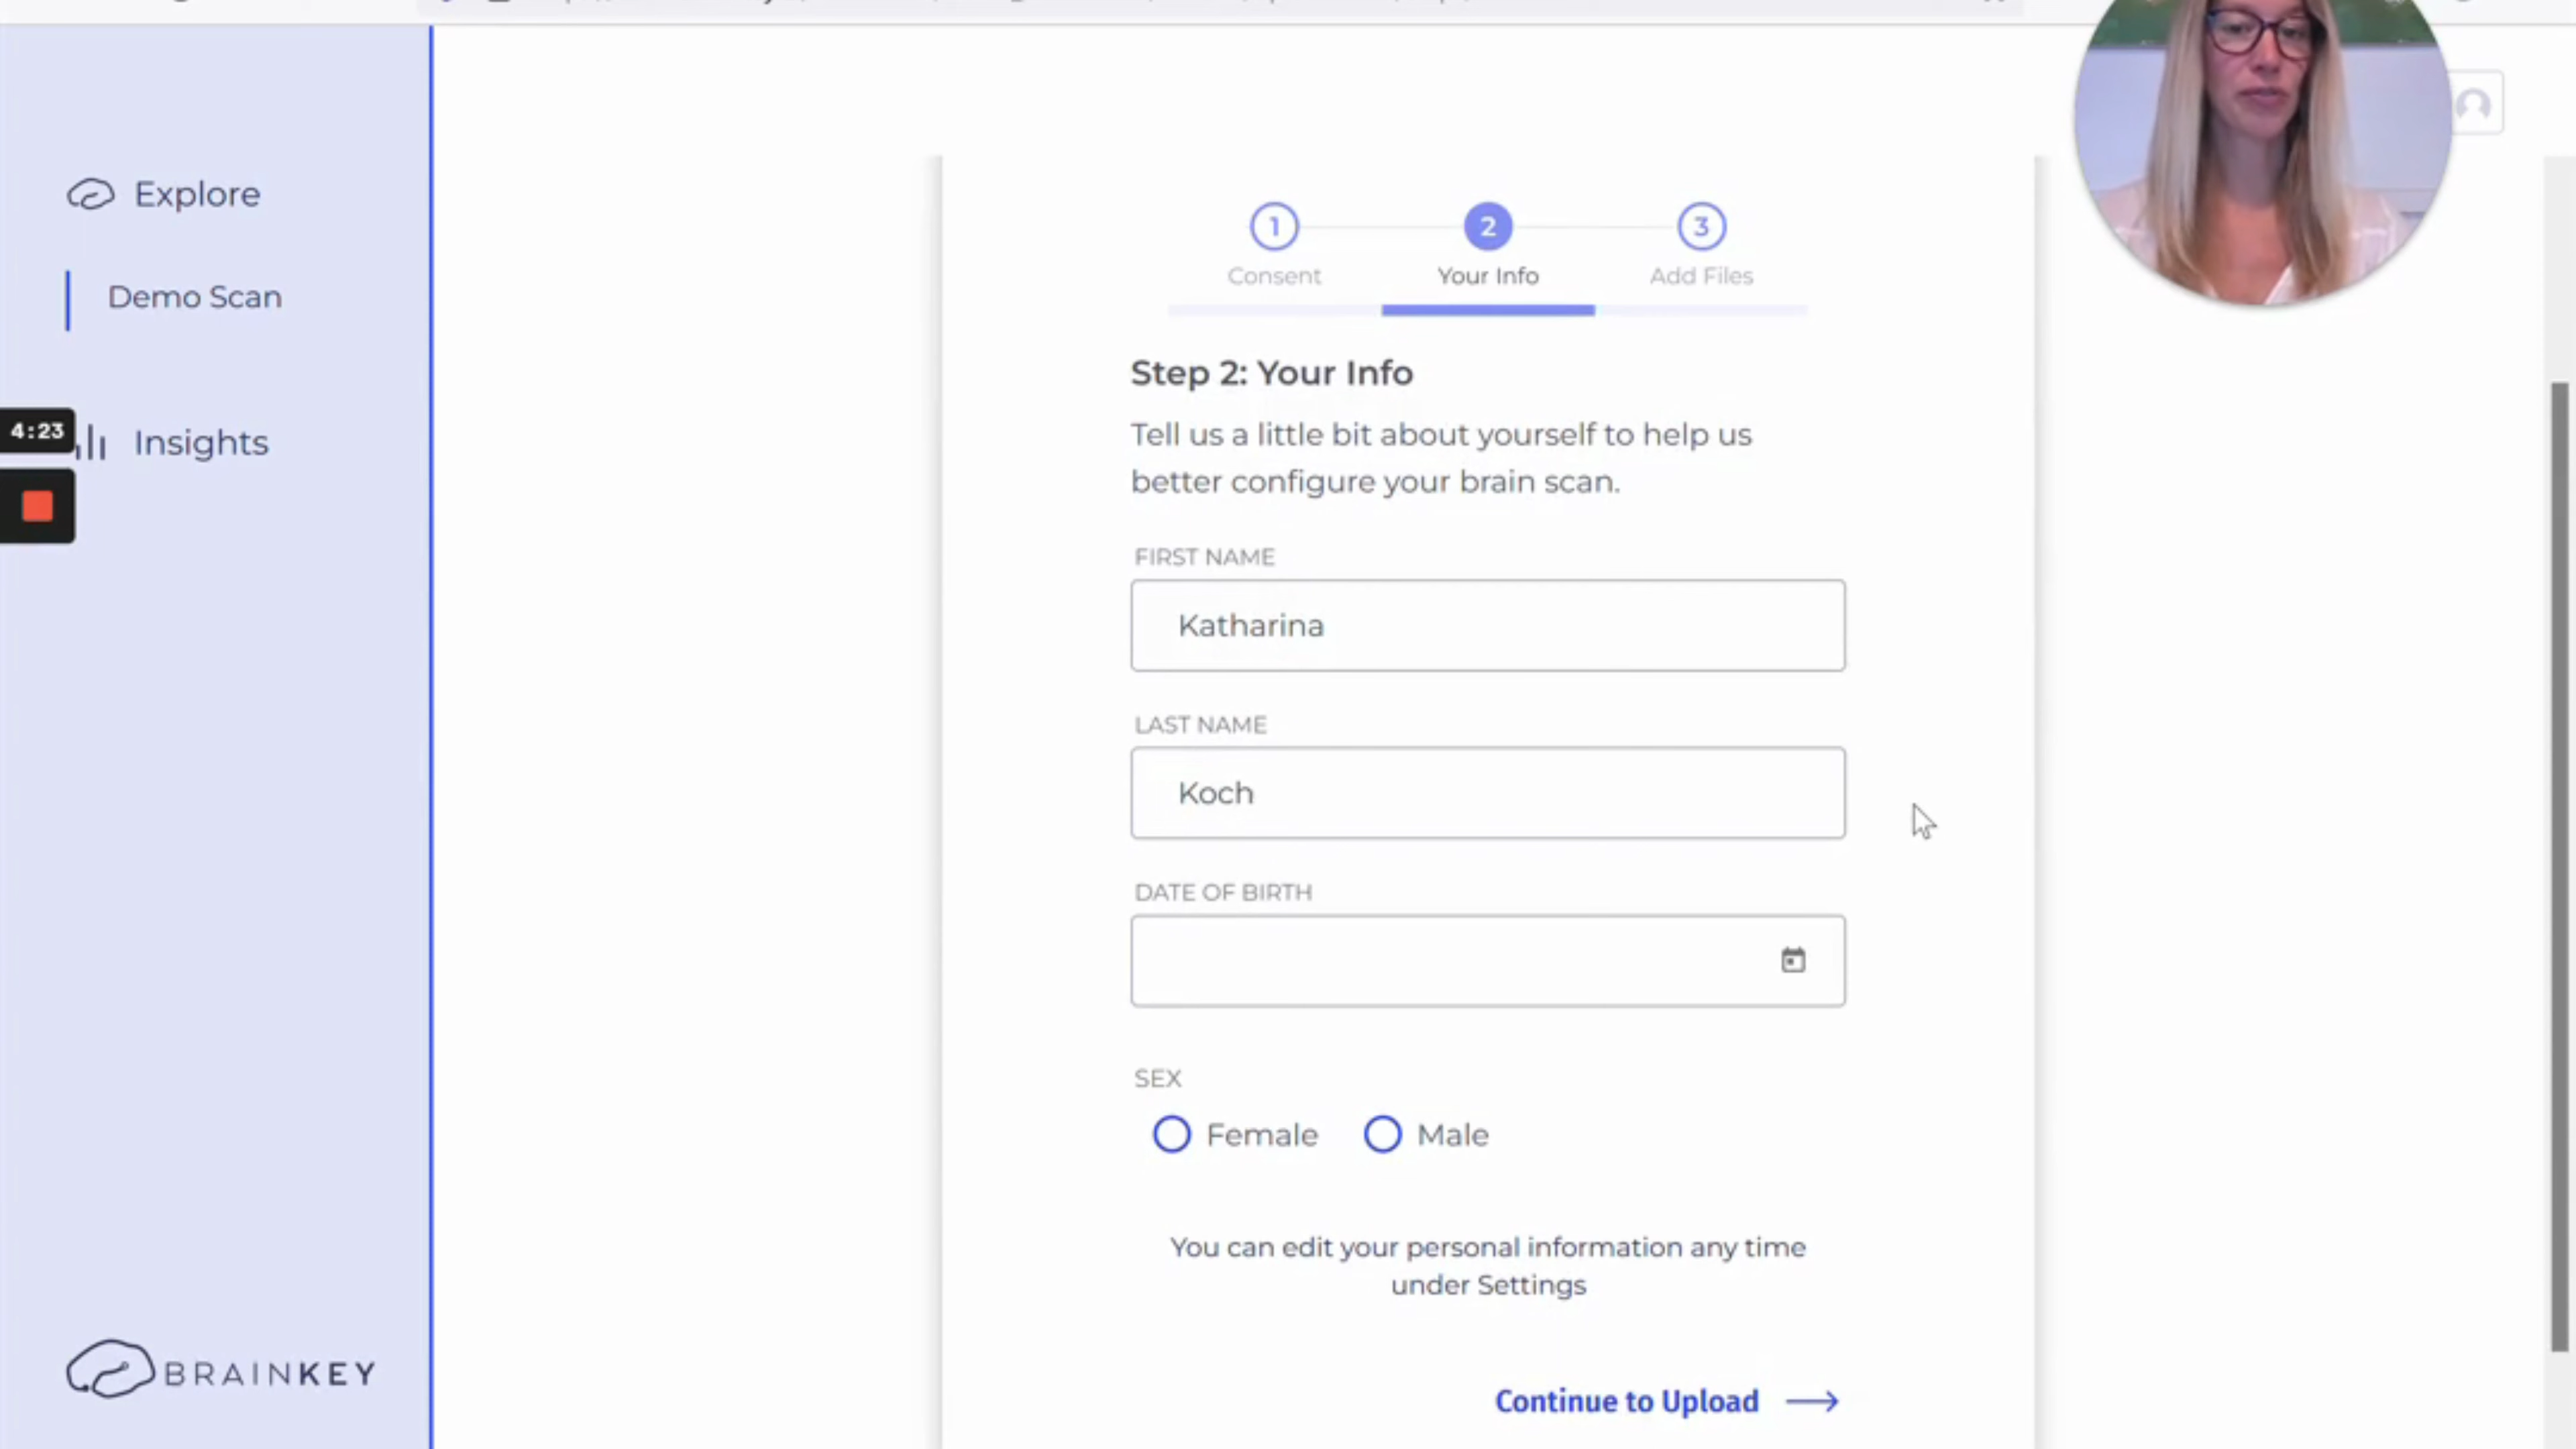 Explore
Demo Scan
4:23
Insights
1
2
3
Consent
Your Info
Add Files
Step 2: Your Info
Tell us a little bit about yourself to help us
better configure your brain scan.
FIRST NAME
Katharina
LAST NAME
Koch
DATE OF BIRTH
SEX
Female
Male
You can edit your personal information any time
under Settings
Continue to Upload
BRAINKEY